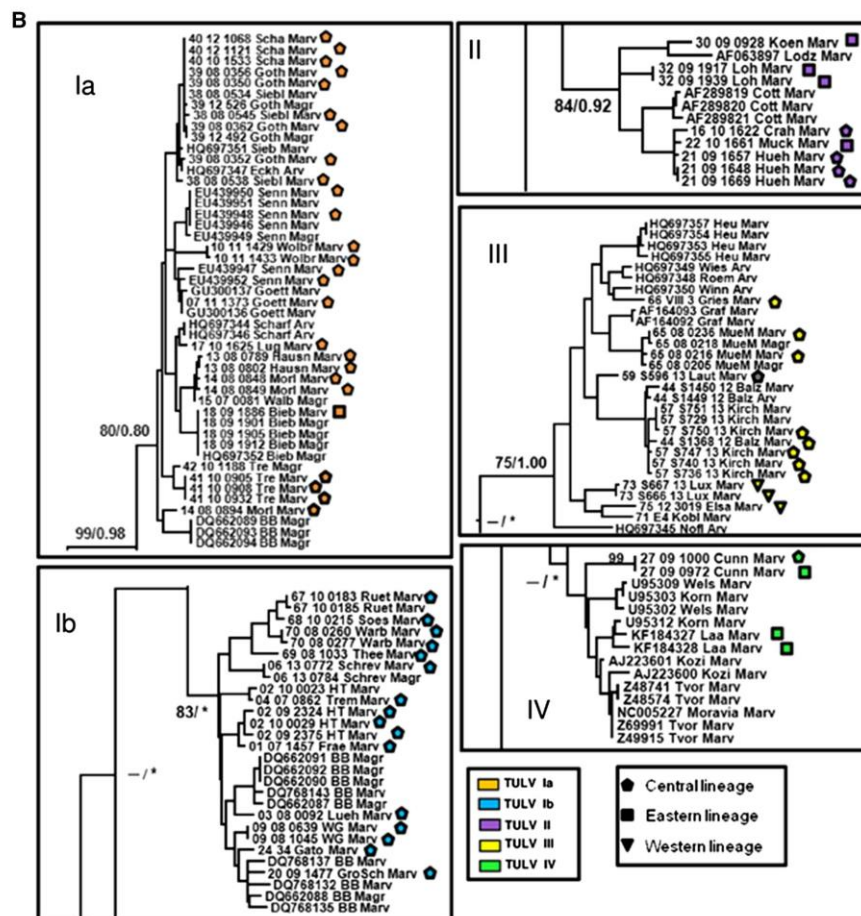 B
Ia
40 12 1068 Scha Marv
40 12 1121 Scha Marv
40 10 1533 Scha Marv
39 08 0356 Goth Marv
39 08 0350 Goth Marv
38 08 0534 Siebl Marv
39 12 526 Goth Magr
38 08 0545 Siebl Marv
39 08 0362 Goth Marv
39 12 492 Goth Magr
HQ697351 Sieb Marv
39 08 0352 Goth Marv
HQ697347 Eckh Arv
38 08 0538 Siebl Marv
EU439950 Senn Marv
EU439951 Senn Marv
EU439948 Senn Marv
EU439946 Senn Marv
EU439949 Senn Magr
10 11 1429 Wolbr Marv
10 11 1433 Wolbr Marv
EU439947 Senn Marv
EU439952 Senn Marv
GU300137 Goett Marv
07 11 1373 Goett Marv
GU300136 Goett Marv
HQ697344 Scharf Arv
HQ697346 Scharf Arv
17 10 1625 Lug Marv
13 08 0789 Hausn Marv
13 08 0802 Hausn Marv
14 08 0848 Morl Marv
14 08 0849 Morl Marv
15 07 0081 Walb Magr
18 09 1886 Bieb Marv
18 09 1901 Bieb Magr
18 09 1905 Bieb Magr
18 09 1912 Bieb Magr
HQ697352 Bieb Magr
80/0.80
42 10 1188 Tre Magr
41 10 0905 Tre Marv
41 10 0908 Tre Marv
41 10 0932 Tre Marv
14 08 0894 Morl Marv
DQ662089 BB Magr
DQ662093 BB Magr
DQ662094 BB Magr
99/0.98
Ib
67 10 0183 Ruet Marv
67 10 0185 Ruet Marv
68 10 0215 Soes Marv
70 08 0260 Warb Marv
70 08 0277 Warb Marv
69 08 1033 Thee Marv
06 13 0772 Schrev Marv
06 13 0784 Schrev Magr
02 10 0023 HT Marv
04 07 0862 Trem Marv
83/ *
02 09 2324 HT Marv
02 10 0029 HT Marv
02 09 2375 HT Marv
01 07 1457 Frae Marv
DQ662091 BB Magr
DQ662092 BB Magr
DQ662090 BB Magr
— / *
DQ768143 BB Marv
DQ662087 BB Magr
03 08 0092 Lueh Marv
09 08 0639 WG Marv
09 08 1045 WG Marv
24 34 Gato Marv
DQ768137 BB Marv
20 09 1477 GroSch Marv
DQ768132 BB Marv
DQ662088 BB Magr
DQ768135 BB Marv
II
30 09 0928 Koen Marv
AF063897 Lodz Marv
32 09 1917 Loh Marv
32 09 1939 Loh Marv
84/0.92
AF289819 Cott Marv
AF289820 Cott Marv
AF289821 Cott Marv
16 10 1622 Crah Marv
22 10 1661 Muck Marv
21 09 1657 Hueh Marv
21 09 1648 Hueh Marv
21 09 1669 Hueh Marv
III
HQ697357 Heu Marv
HQ697354 Heu Marv
HQ697353 Heu Marv
HQ697355 Heu Marv
HQ697349 Wies Arv
HQ697348 Roem Arv
HQ697350 Winn Arv
66 VIII 3 Gries Marv
AF164093 Graf Marv
AF164092 Graf Marv
65 08 0236 MueM Marv
65 08 0218 MueM Magr
65 08 0216 MueM Marv
65 08 0205 MueM Magr
59 S596 13 Laut Marv
44 S1450 12 Balz Marv
44 S1449 12 Balz Arv
57 S751 13 Kirch Marv
57 S729 13 Kirch Marv
57 S750 13 Kirch Marv
44 S1368 12 Balz Marv
57 S747 13 Kirch Marv
57 S740 13 Kirch Marv
57 S736 13 Kirch Marv
75/1.00
73 S667 13 Lux Marv
73 S666 13 Lux Marv
75 12 3019 Elsa Marv
71 E4 Kobl Marv
HQ697345 Nofl Arv
— / *
IV
— / *
99
27 09 1000 Cunn Marv
27 09 0972 Cunn Marv
U95309 Wels Marv
U95303 Korn Marv
U95302 Wels Marv
U95312 Korn Marv
KF184327 Laa Marv
KF184328 Laa Marv
AJ223601 Kozi Marv
AJ223600 Kozi Marv
Z48741 Tvor Marv
Z48574 Tvor Marv
NC005227 Moravia Marv
Z69991 Tvor Marv
Z49915 Tvor Marv
TULV Ia
TULV Ib
TULV II
TULV III
TULV IV
Central lineage
Eastern lineage
Western lineage